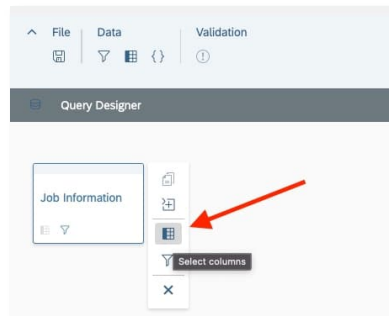 File Data Validation
Query Designer
Job Information
Select columns